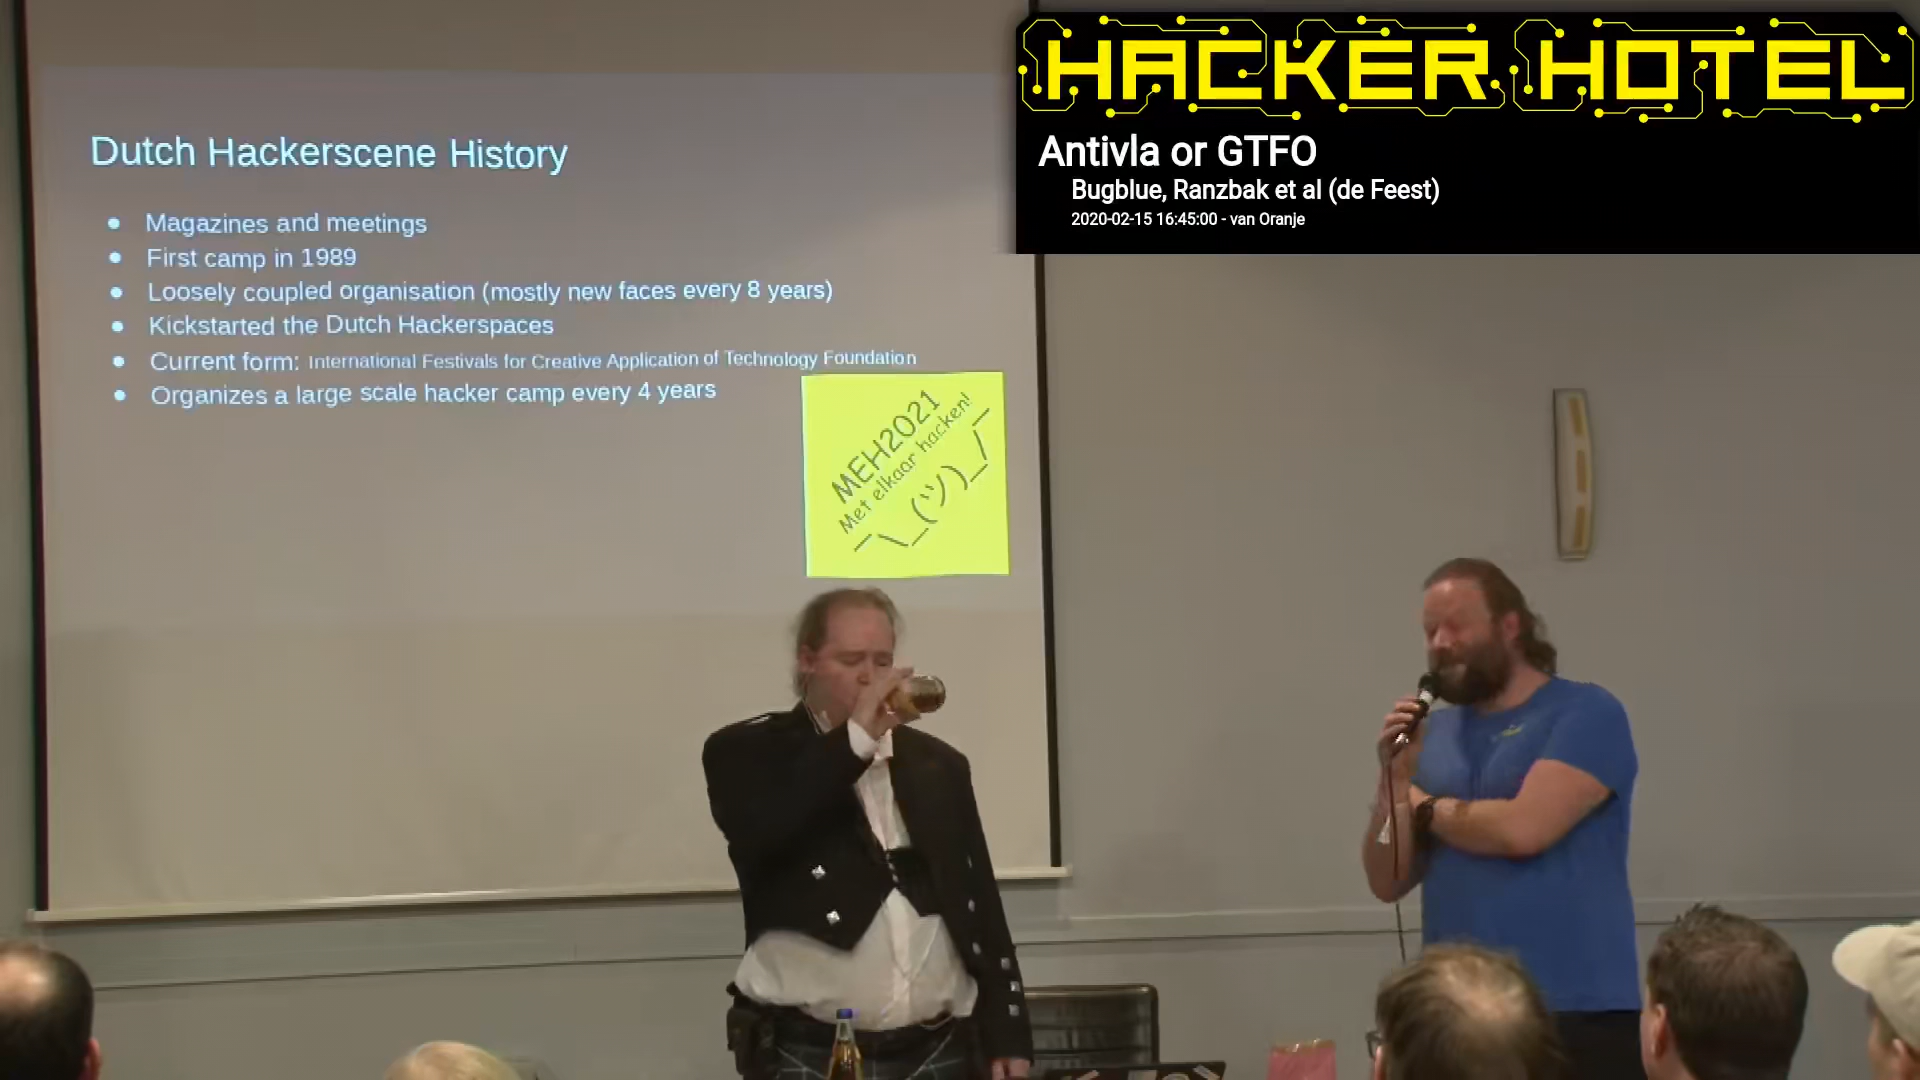 HACKER HOTEL
Antivla or GTFO
Bugblue, Ranzbak et al (de Feest)
2020-02-15 16:45:00 - van Oranje
Dutch Hackerscene History
● Magazines and meetings
● First camp in 1989
● Loosely coupled organisation (mostly new faces every 8 years)
● Kickstarted the Dutch Hackerspaces
● Current form: International Festivals for Creative Application of Technology Foundation
● Organizes a large scale hacker camp every 4 years
MEH2021
Met elkaar hacken!
¯\_(ツ)_/¯